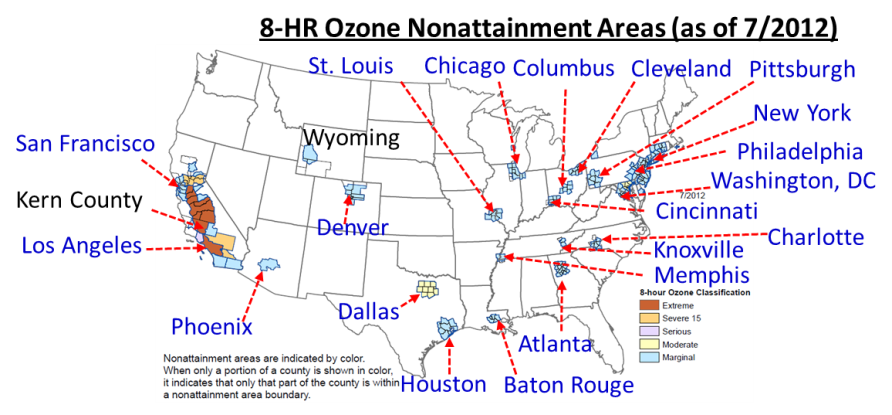 8-HR Ozone Nonattainment Areas (as of 7/2012)
St. Louis
Chicago
Columbus
Cleveland
Pittsburgh
New York
Wyoming
San Francisco
Philadelphia
Washington, DC
7/2012
Kern County
Cincinnati
Denver
Charlotte
Los Angeles
Knoxville
Memphis
8-hour Ozone Classification
Extreme
Severe 15
Serious
Moderate
Marginal
Dallas
Phoenix
Atlanta
Nonattainment areas are indicated by color.
When only a portion of a county is shown in color,
it indicates that only that part of the county is within
a nonattainment area boundary.
Houston
Baton Rouge